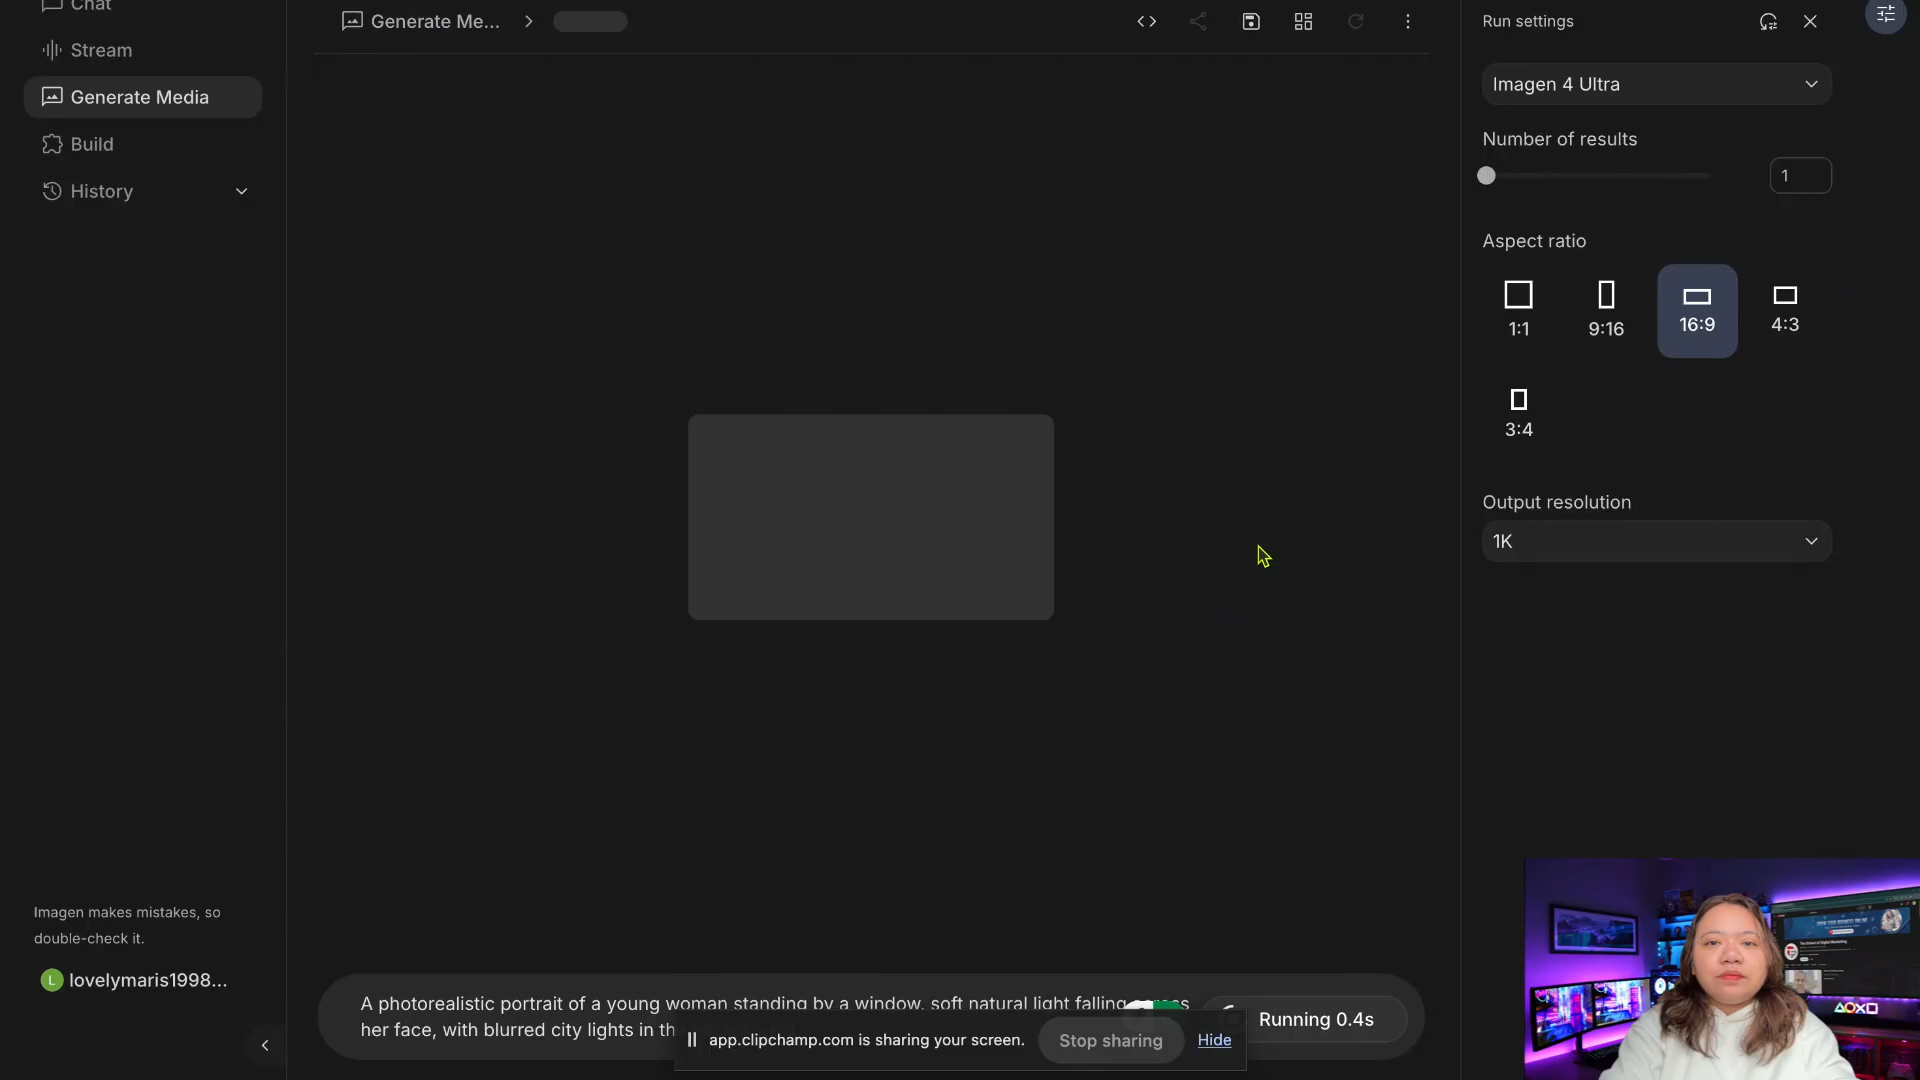 Chat
Stream
Generate Media
Build
History
Imagen makes mistakes, so
double-check it.
L lovelymaris1998...
Generate Me...
Run settings
Imagen 4 Ultra
Number of results
1
Aspect ratio
1:1
9:16
16:9
4:3
3:4
Output resolution
1K
A photorealistic portrait of a young woman standing by a window, soft natural light falling across
her face, with blurred city lights in th
Running 0.4s
app.clipchamp.com is sharing your screen.
Stop sharing
Hide